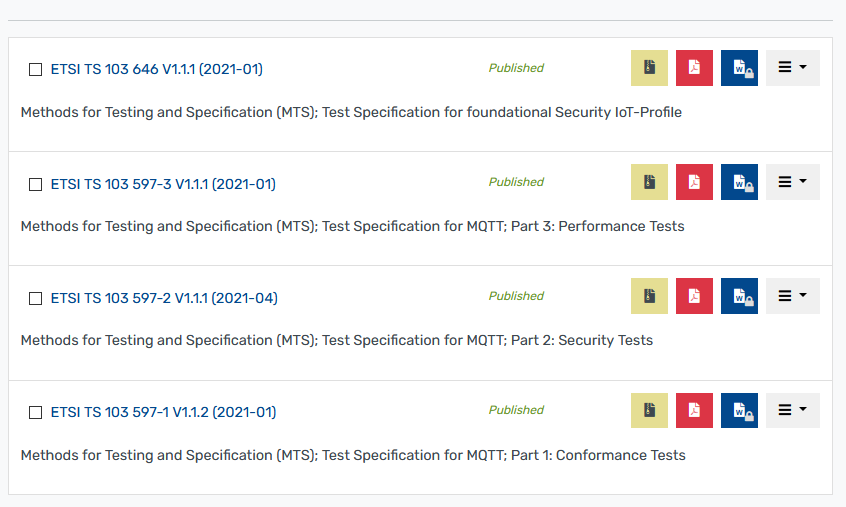 ETSI TS 103 646 V1.1.1 (2021-01) Published
Methods for Testing and Specification (MTS); Test Specification for foundational Security IoT-Profile
ETSI TS 103 597-3 V1.1.1 (2021-01) Published
Methods for Testing and Specification (MTS); Test Specification for MQTT; Part 3: Performance Tests
ETSI TS 103 597-2 V1.1.1 (2021-04) Published
Methods for Testing and Specification (MTS); Test Specification for MQTT; Part 2: Security Tests
ETSI TS 103 597-1 V1.1.2 (2021-01) Published
Methods for Testing and Specification (MTS); Test Specification for MQTT; Part 1: Conformance Tests